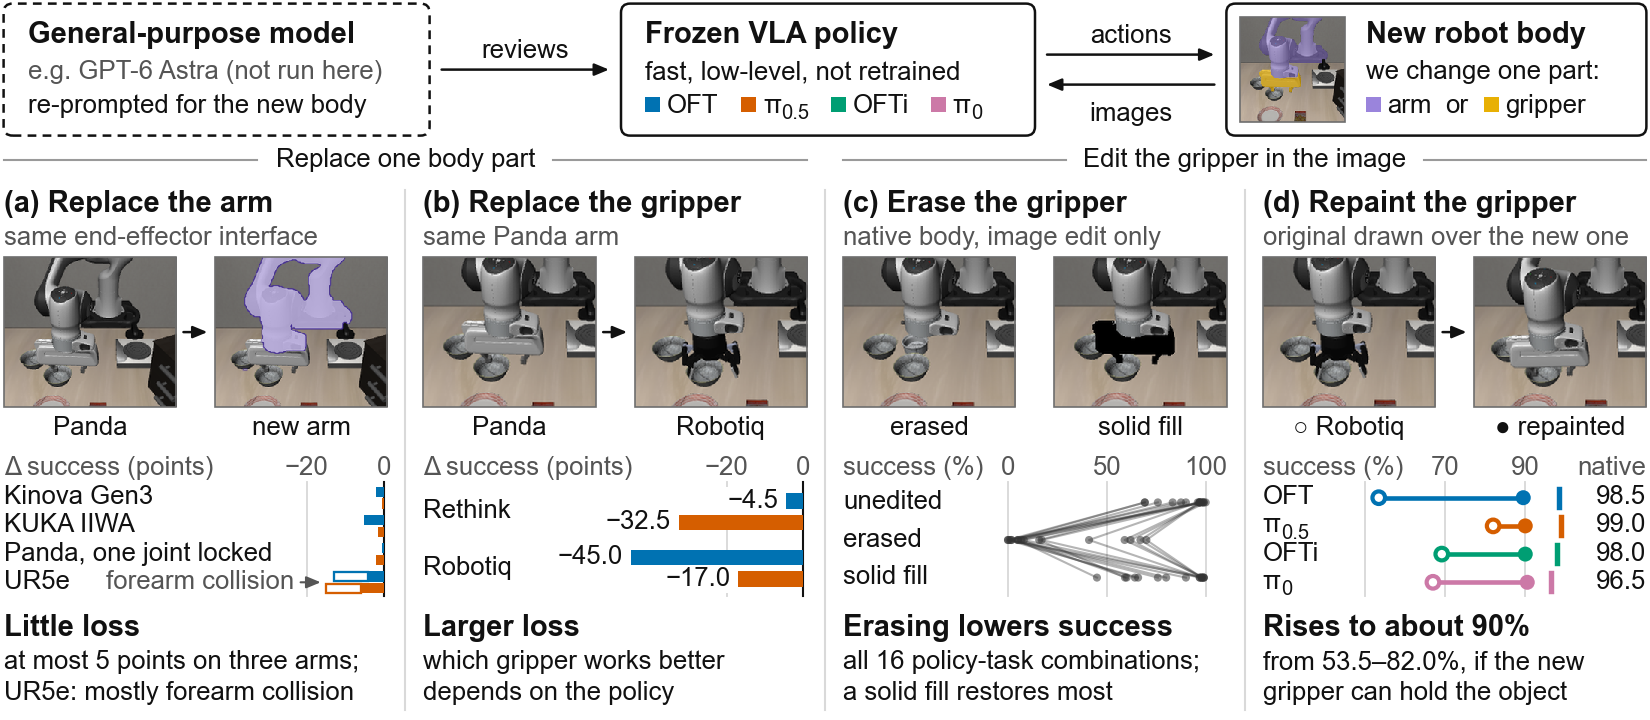 General-purpose model
e.g. GPT-6 Astra (not run here)
re-prompted for the new body
reviews
Frozen VLA policy
fast, low-level, not retrained
OFT π0.5 OFTi π0
actions
images
New robot body
we change one part:
arm or gripper
Replace one body part
Edit the gripper in the image
(a) Replace the arm
same end-effector interface
Panda new arm
Δ success (points) −20 0
Kinova Gen3
KUKA IIWA
Panda, one joint locked
UR5e forearm collision
Little loss
at most 5 points on three arms;
UR5e: mostly forearm collision
(b) Replace the gripper
same Panda arm
Panda Robotiq
Δ success (points) −20 0
Rethink −4.5
−32.5
Robotiq −45.0
−17.0
Larger loss
which gripper works better
depends on the policy
(c) Erase the gripper
native body, image edit only
erased solid fill
success (%) 0 50 100
unedited
erased
solid fill
Erasing lowers success
all 16 policy-task combinations;
a solid fill restores most
(d) Repaint the gripper
original drawn over the new one
○ Robotiq ● repainted
success (%) 70 90 native
OFT 98.5
π0.5 99.0
OFTi 98.0
π0 96.5
Rises to about 90%
from 53.5–82.0%, if the new
gripper can hold the object